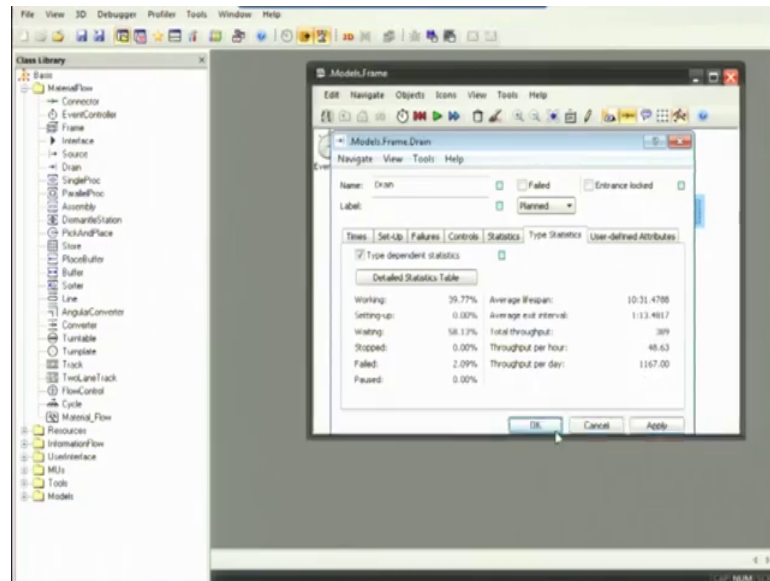 File View 3D Debugger Profiler Tools Window Help
Class Library
Basis
MaterialFlow
Connector
EventController
Frame
Interface
Source
Drain
SingleProc
ParallelProc
Assembly
DismantleStation
PickAndPlace
Store
PlaceBuffer
Buffer
Sorter
Line
AngularConverter
Converter
Turntable
Turnplate
Track
TwoLaneTrack
FlowControl
Cycle
Material_Flow
Resources
InformationFlow
UserInterface
MUs
Tools
Models
.Models.Frame
Edit Navigate Objects Icons View Tools Help
.Models.Frame.Drain
Navigate View Tools Help
Name: Drain Failed Entrance locked
Label: Planned
Times Set-Up Failures Controls Statistics Type Statistics User-defined Attributes
Type dependent statistics
Detailed Statistics Table
Working: 39.77% Average lifespan: 10:31.4788
Setting-up: 0.00% Average exit interval: 1:13.4817
Waiting: 58.13% Total throughput: 389
Stopped: 0.00% Throughput per hour: 48.63
Failed: 2.09% Throughput per day: 1167.00
Paused: 0.00%
OK Cancel Apply
NUM